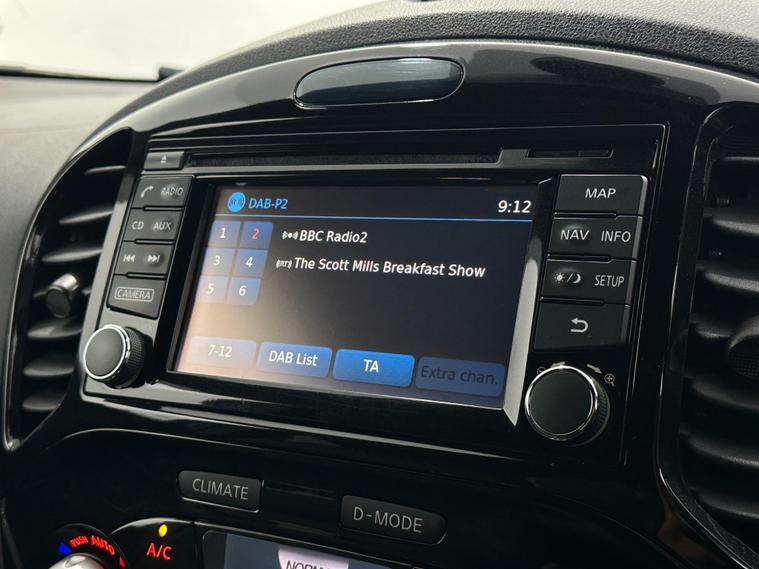 DAB-P2 9:12
1 2 BBC Radio2
3 4 The Scott Mills Breakfast Show
5 6
7-12 DAB List TA Extra chan.
RADIO
CD AUX
CAMERA
MAP
NAV INFO
SETUP
CLIMATE
D-MODE
PUSH AUTO
A/C